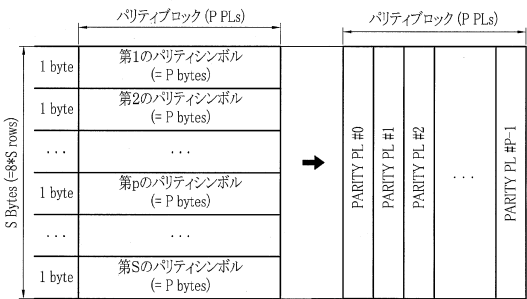 パリティブロック (P PLs)
パリティブロック (P PLs)
S Bytes (=8*S rows)
1 byte
第1のパリティシンボル
(= P bytes)
1 byte
第2のパリティシンボル
(= P bytes)
...
...
1 byte
第pのパリティシンボル
(= P bytes)
...
...
1 byte
第Sのパリティシンボル
(= P bytes)
PARITY PL #0
PARITY PL #1
PARITY PL #2
...
PARITY PL #P-1